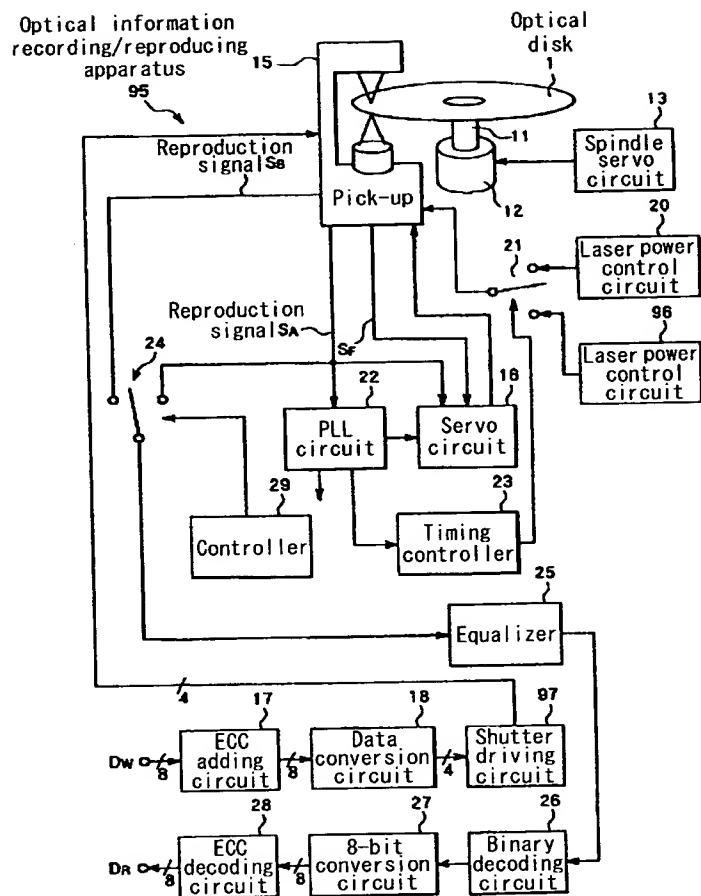 Optical information
recording/reproducing
apparatus
95
15
Optical
disk
1
13
11
Spindle
servo
circuit
12
Reproduction
signal SB
Pick-up
20
21
Laser power
control
circuit
96
Laser power
control
circuit
Reproduction
signal SA
SF
24
22
PLL
circuit
16
Servo
circuit
29
Controller
23
Timing
controller
25
Equalizer
4
17
18
97
DW
8
ECC
adding
circuit
8
Data
conversion
circuit
4
Shutter
driving
circuit
28
27
26
DR
8
ECC
decoding
circuit
8
8-bit
conversion
circuit
Binary
decoding
circuit